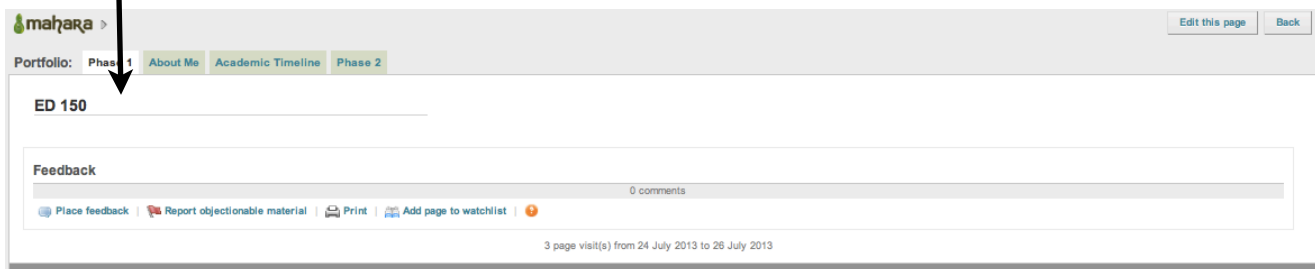 mahara
Edit this page Back
Portfolio: Phase 1 About Me Academic Timeline Phase 2
ED 150
Feedback
0 comments
Place feedback | Report objectionable material | Print | Add page to watchlist | ?
3 page visit(s) from 24 July 2013 to 26 July 2013